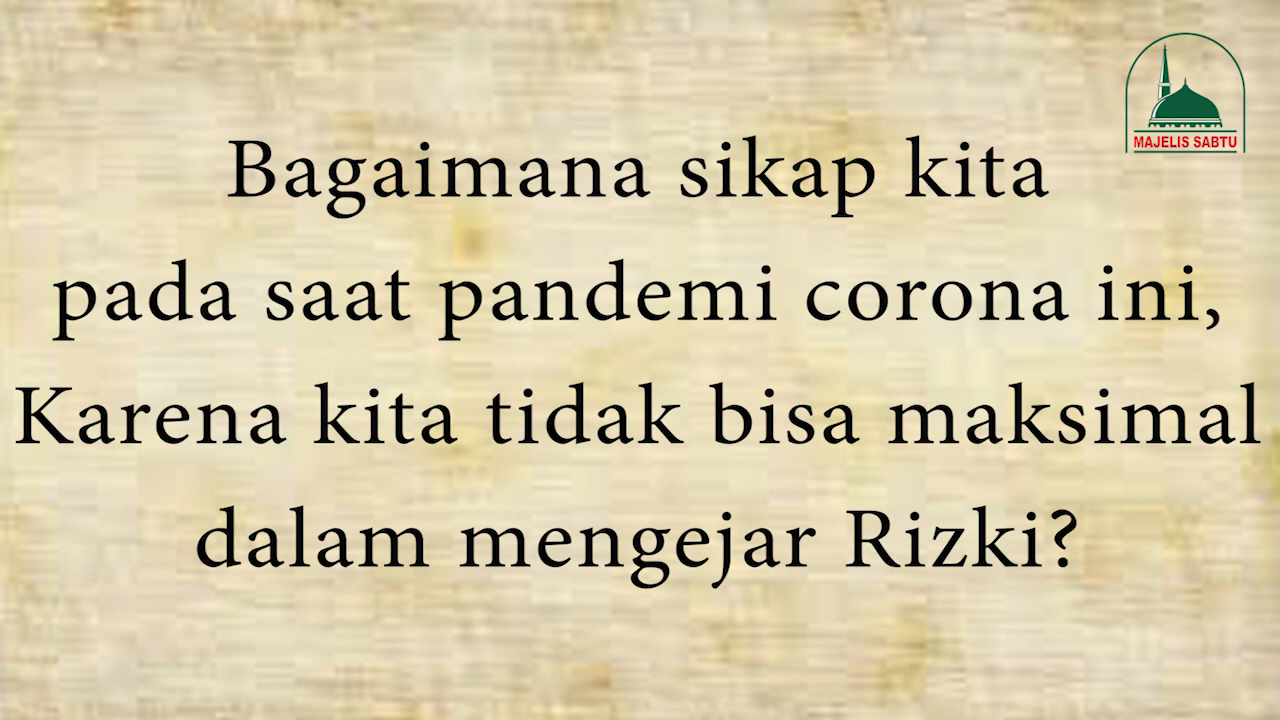 MAJELIS SABTU
Bagaimana sikap kita
pada saat pandemi corona ini,
Karena kita tidak bisa maksimal
dalam mengejar Rizki?